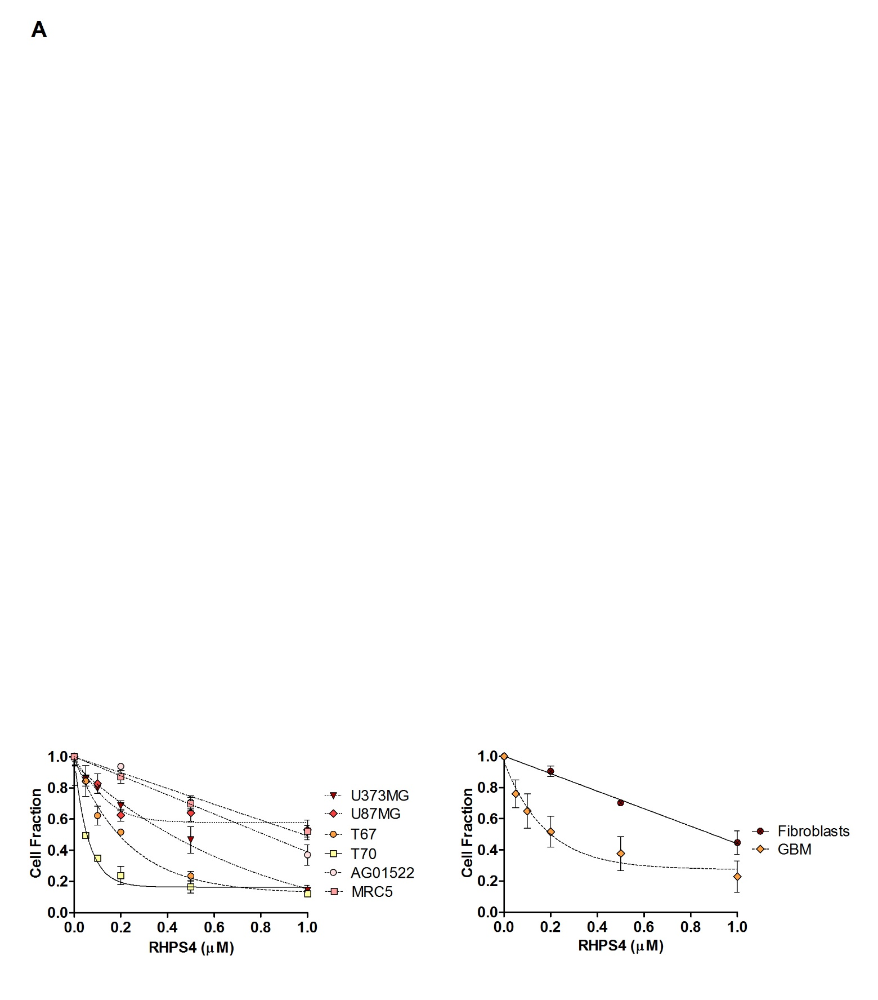 A
1.0
0.8
0.6
0.4
0.2
0.0
Cell Fraction
0.0 0.2 0.4 0.6 0.8 1.0
RHPS4 (μM)
U373MG
U87MG
T67
T70
AG01522
MRC5
1.0
0.8
0.6
0.4
0.2
0.0
Cell Fraction
0.0 0.2 0.4 0.6 0.8 1.0
RHPS4 (μM)
Fibroblasts
GBM